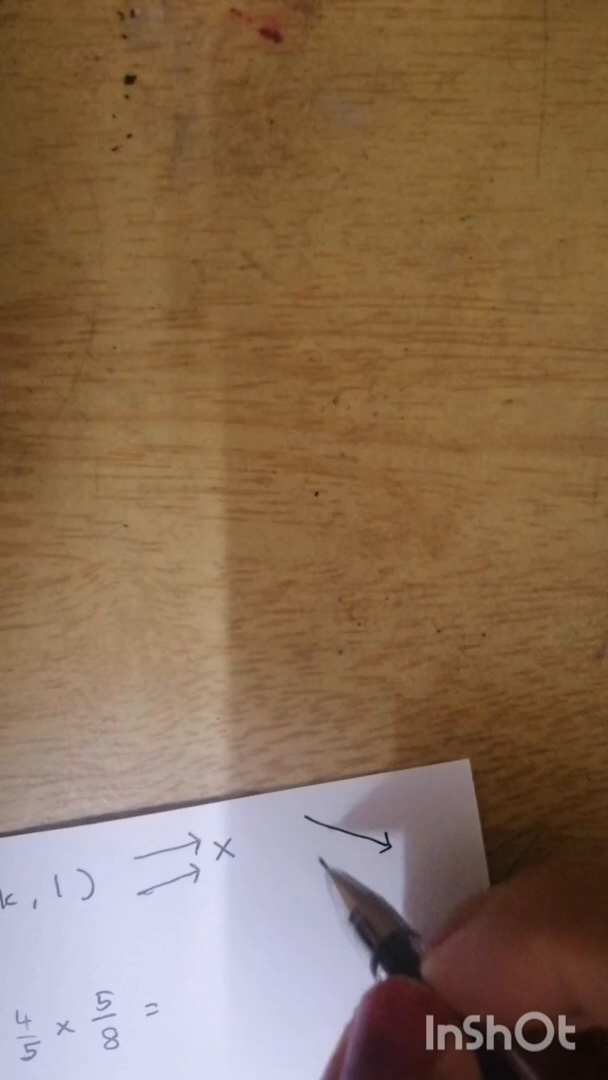 k, 1) → → x →
4/5 x 5/8 =
InShOt